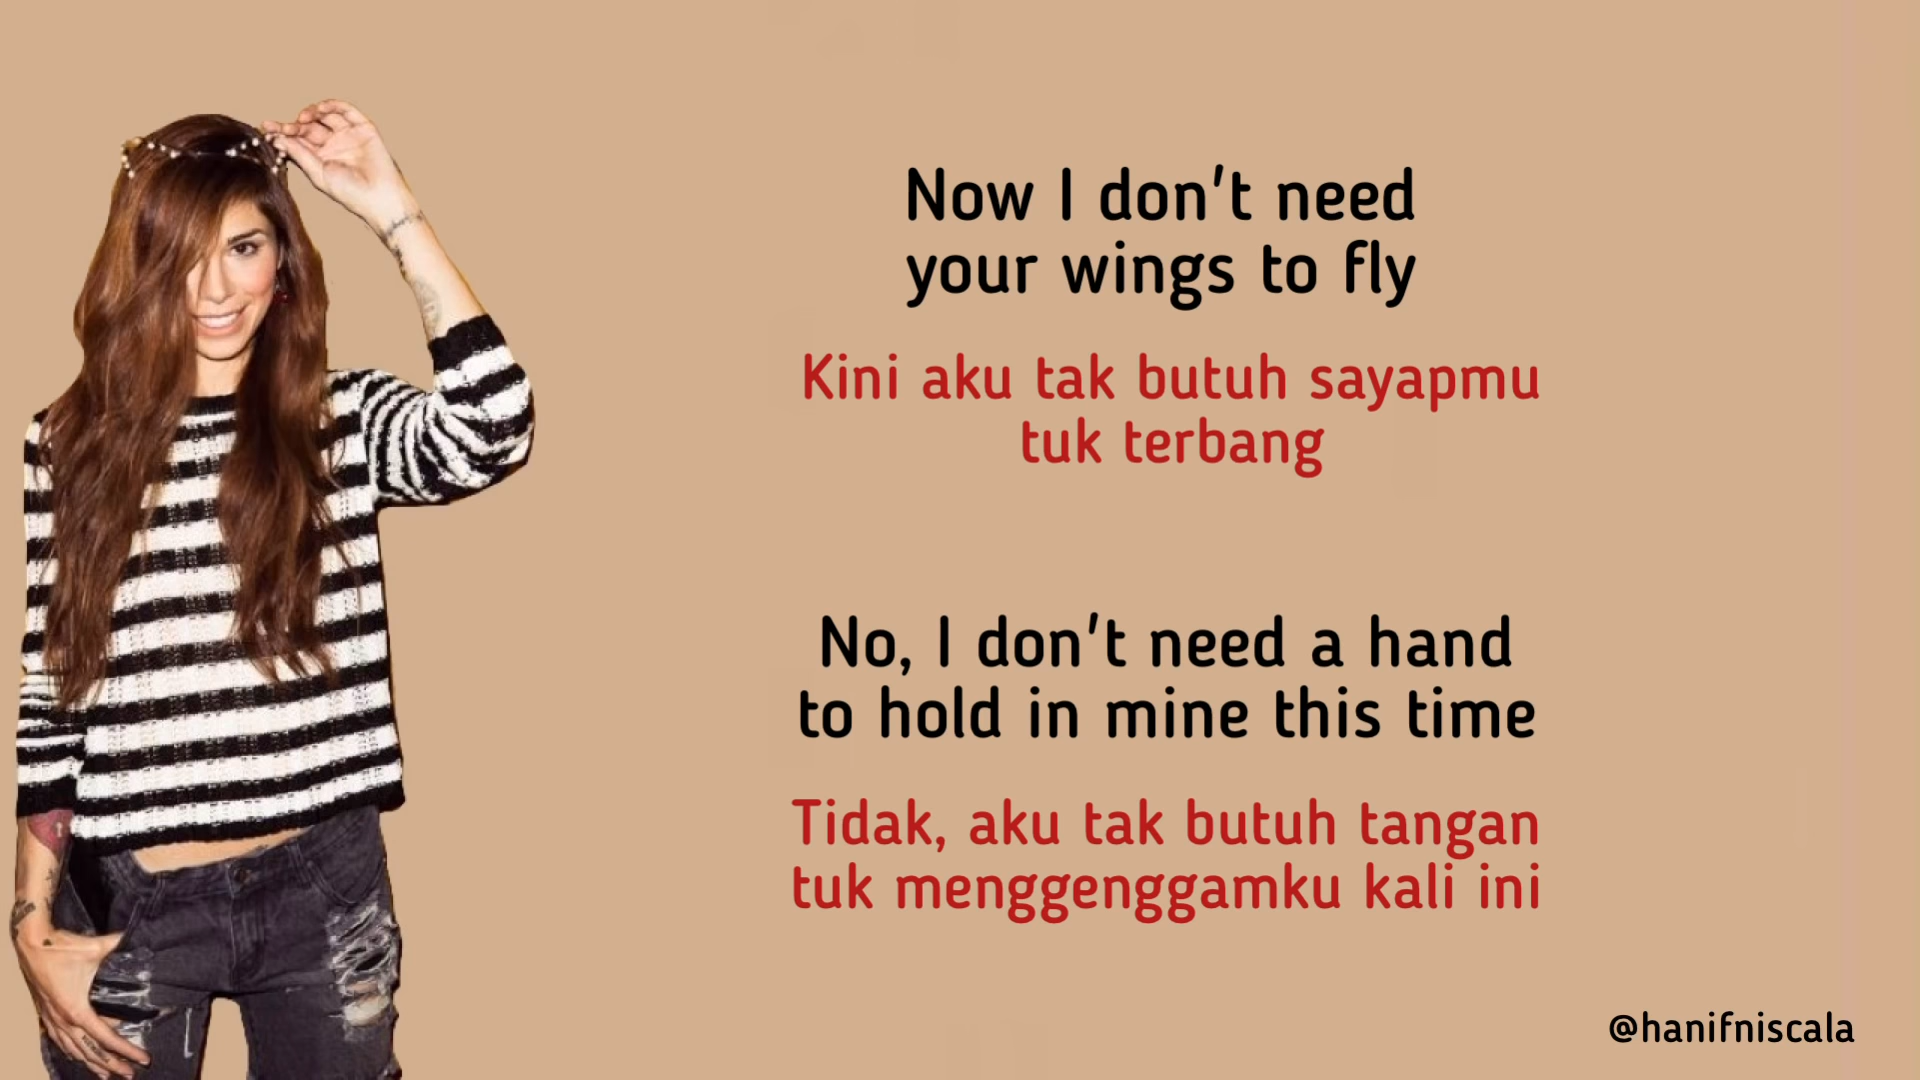 Now I don't need
your wings to fly
Kini aku tak butuh sayapmu
tuk terbang
No, I don't need a hand
to hold in mine this time
Tidak, aku tak butuh tangan
tuk menggenggamku kali ini
@hanifniscala